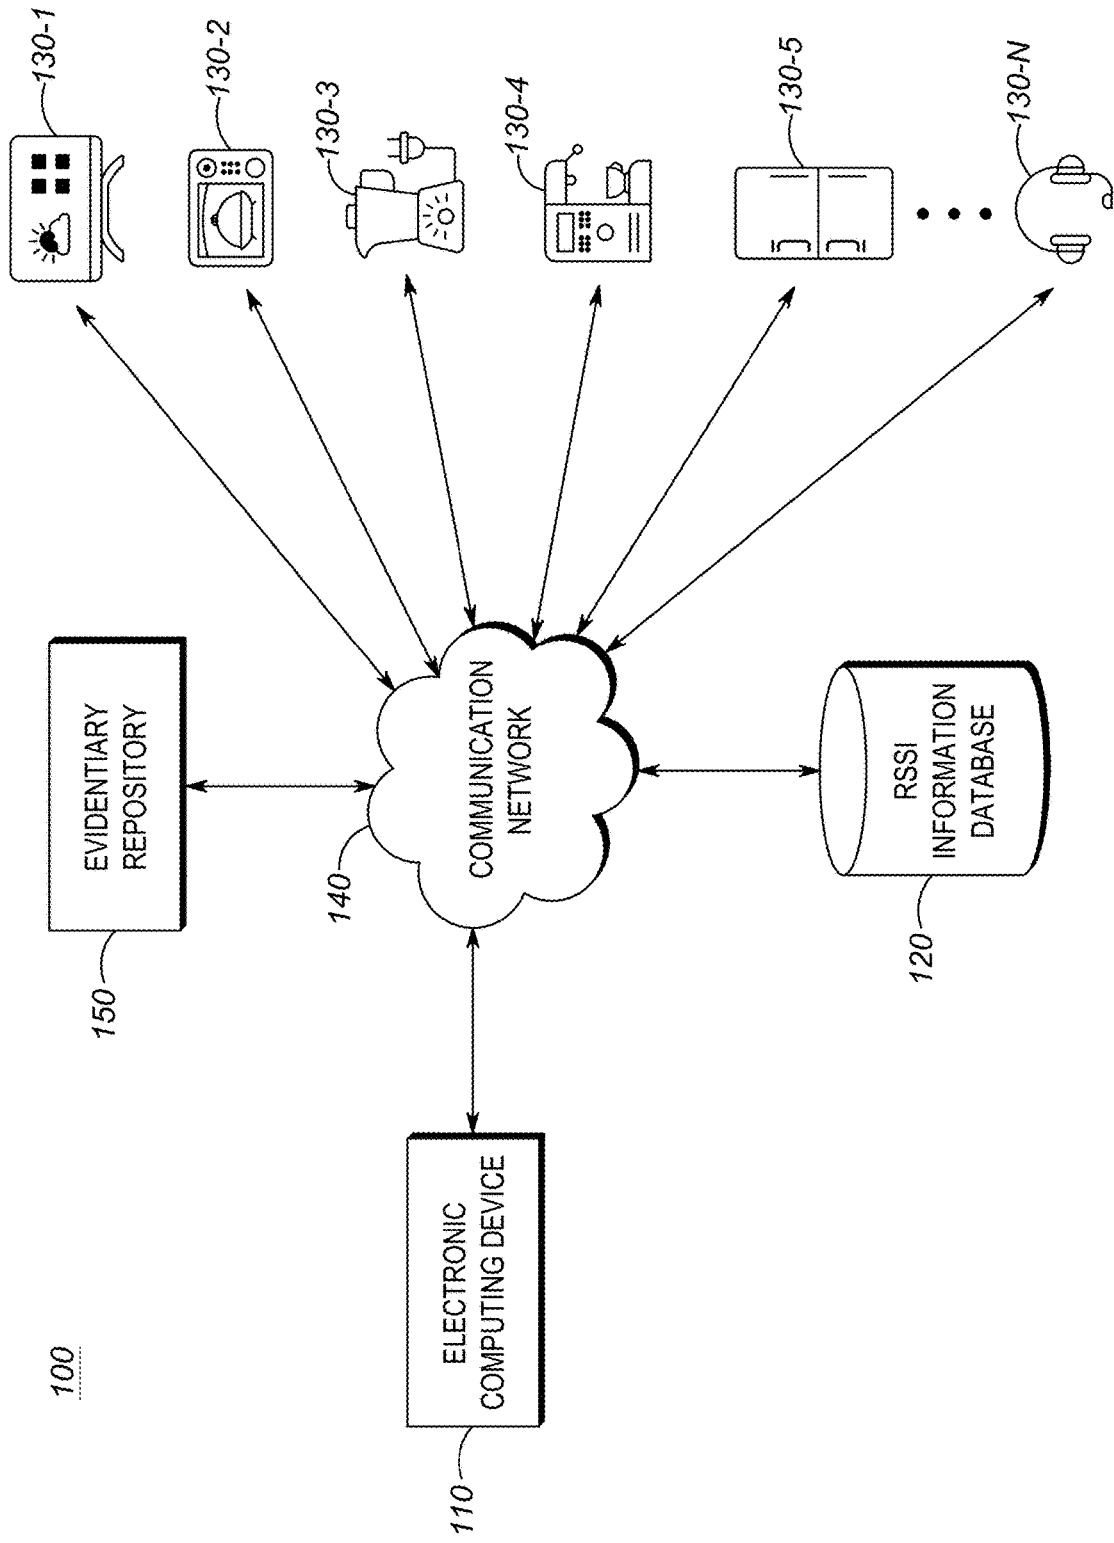 100
150
EVIDENTIARY
REPOSITORY
130-1
130-2
130-3
130-4
130-5
130-N
140
COMMUNICATION
NETWORK
110
ELECTRONIC
COMPUTING DEVICE
120
RSSI
INFORMATION
DATABASE